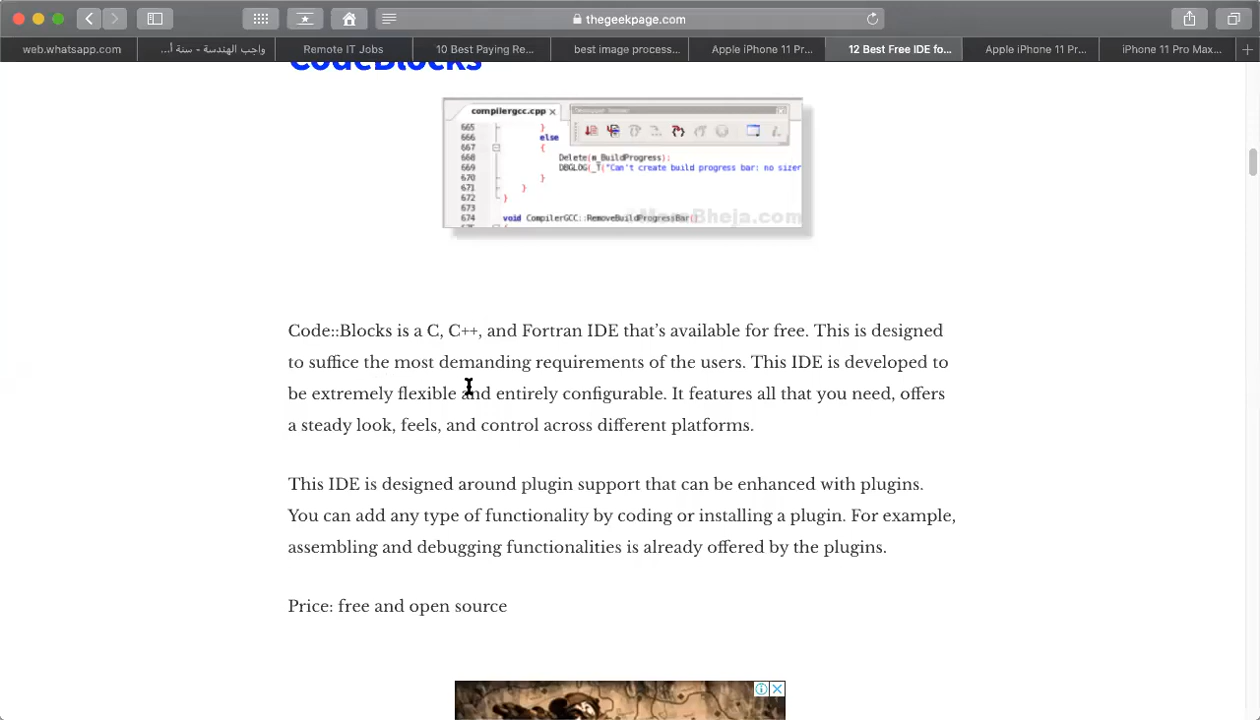 thegeekpage.com
web.whatsapp.com
واجب الهندسة - سنة أ...
Remote IT Jobs
10 Best Paying Re...
best image process...
Apple iPhone 11 Pr...
12 Best Free IDE fo...
Apple iPhone 11 Pr...
iPhone 11 Pro Max...
CodeBlocks
compilergcc.cpp
665 }
666 else
667 {
668 Delete(m_BuildProgress);
669 DBGLOG(_T("Can't create build progress bar: no sizer
670 }
671 }
672 }
673
674 void CompilerGCC::RemoveBuildProgressBar()
Code::Blocks is a C, C++, and Fortran IDE that’s available for free. This is designed
to suffice the most demanding requirements of the users. This IDE is developed to
be extremely flexible and entirely configurable. It features all that you need, offers
a steady look, feels, and control across different platforms.
This IDE is designed around plugin support that can be enhanced with plugins.
You can add any type of functionality by coding or installing a plugin. For example,
assembling and debugging functionalities is already offered by the plugins.
Price: free and open source